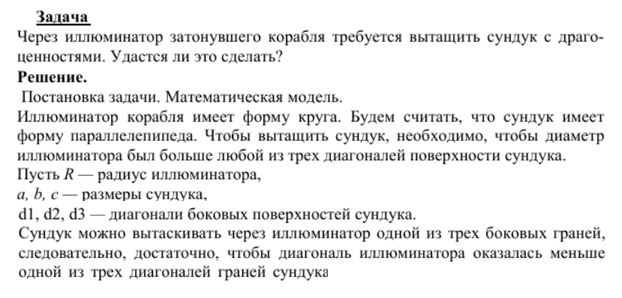 Задача
Через иллюминатор затонувшего корабля требуется вытащить сундук с драго-
ценностями. Удастся ли это сделать?
Решение.
Постановка задачи. Математическая модель.
Иллюминатор корабля имеет форму круга. Будем считать, что сундук имеет
форму параллелепипеда. Чтобы вытащить сундук, необходимо, чтобы диаметр
иллюминатора был больше любой из трех диагоналей поверхности сундука.
Пусть R — радиус иллюминатора,
a, b, c — размеры сундука,
d1, d2, d3 — диагонали боковых поверхностей сундука.
Сундук можно вытаскивать через иллюминатор одной из трех боковых граней,
следовательно, достаточно, чтобы диагональ иллюминатора оказалась меньше
одной из трех диагоналей граней сундука